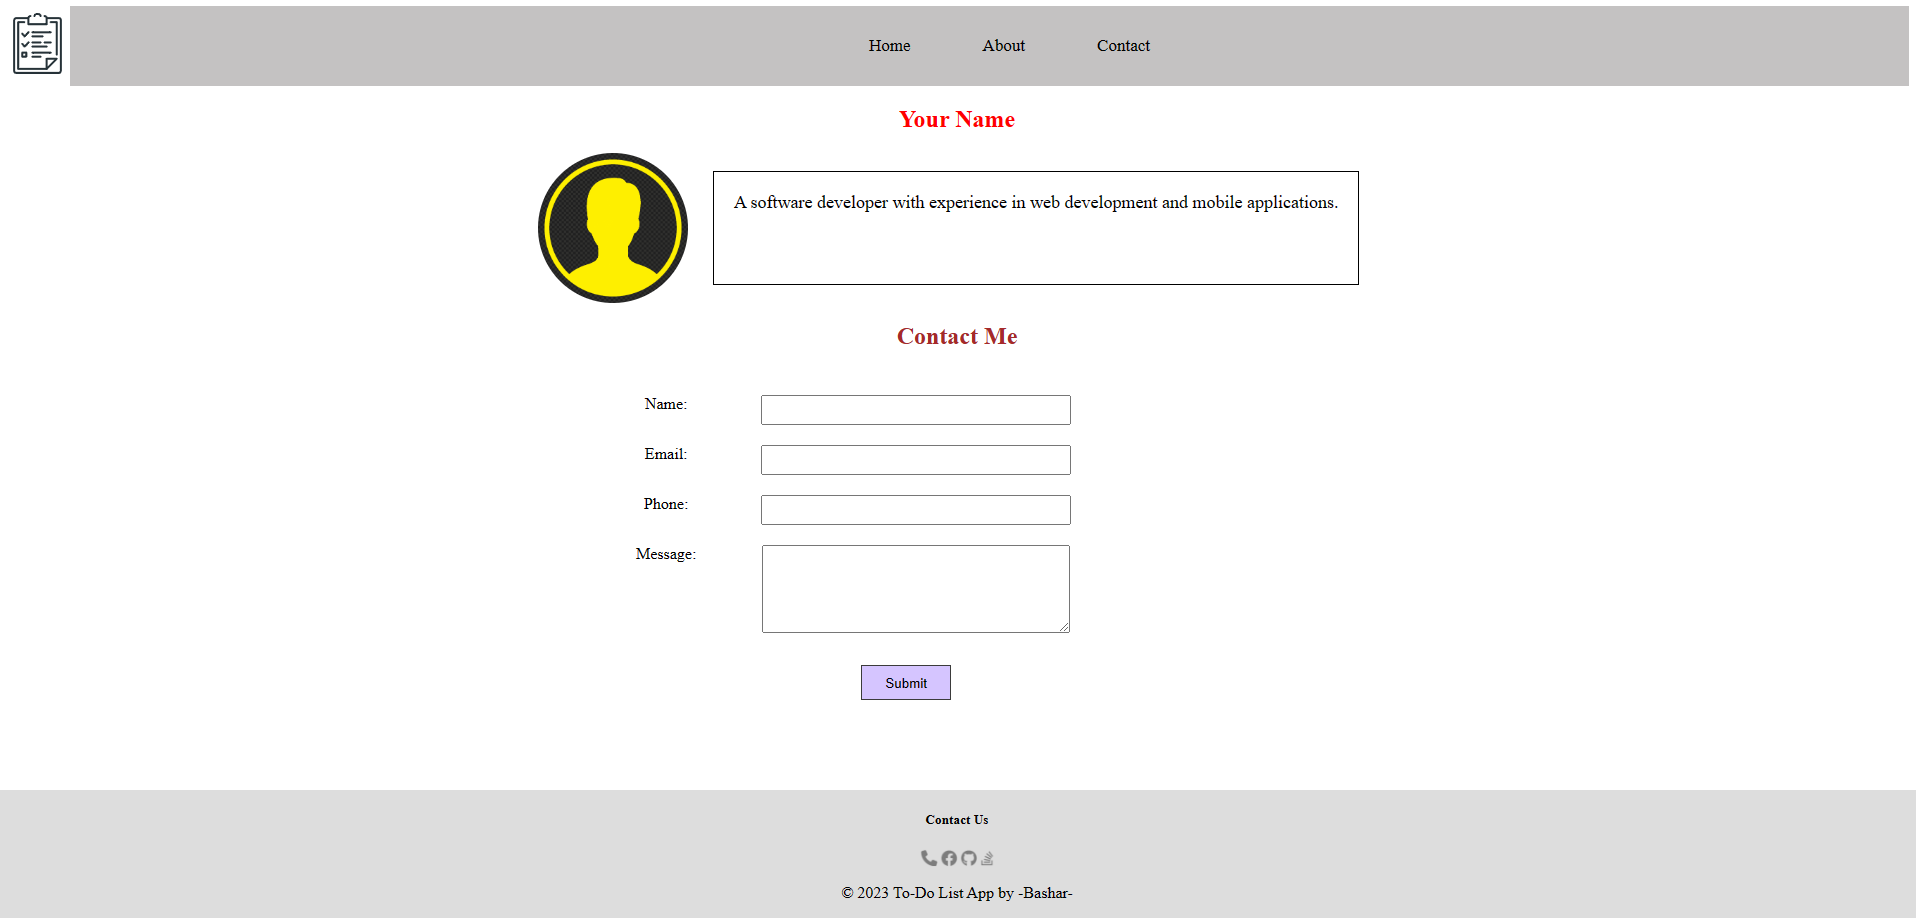 Home About Contact
Your Name
A software developer with experience in web development and mobile applications.
Contact Me
Name:
Email:
Phone:
Message:
Submit
Contact Us
© 2023 To-Do List App by -Bashar-